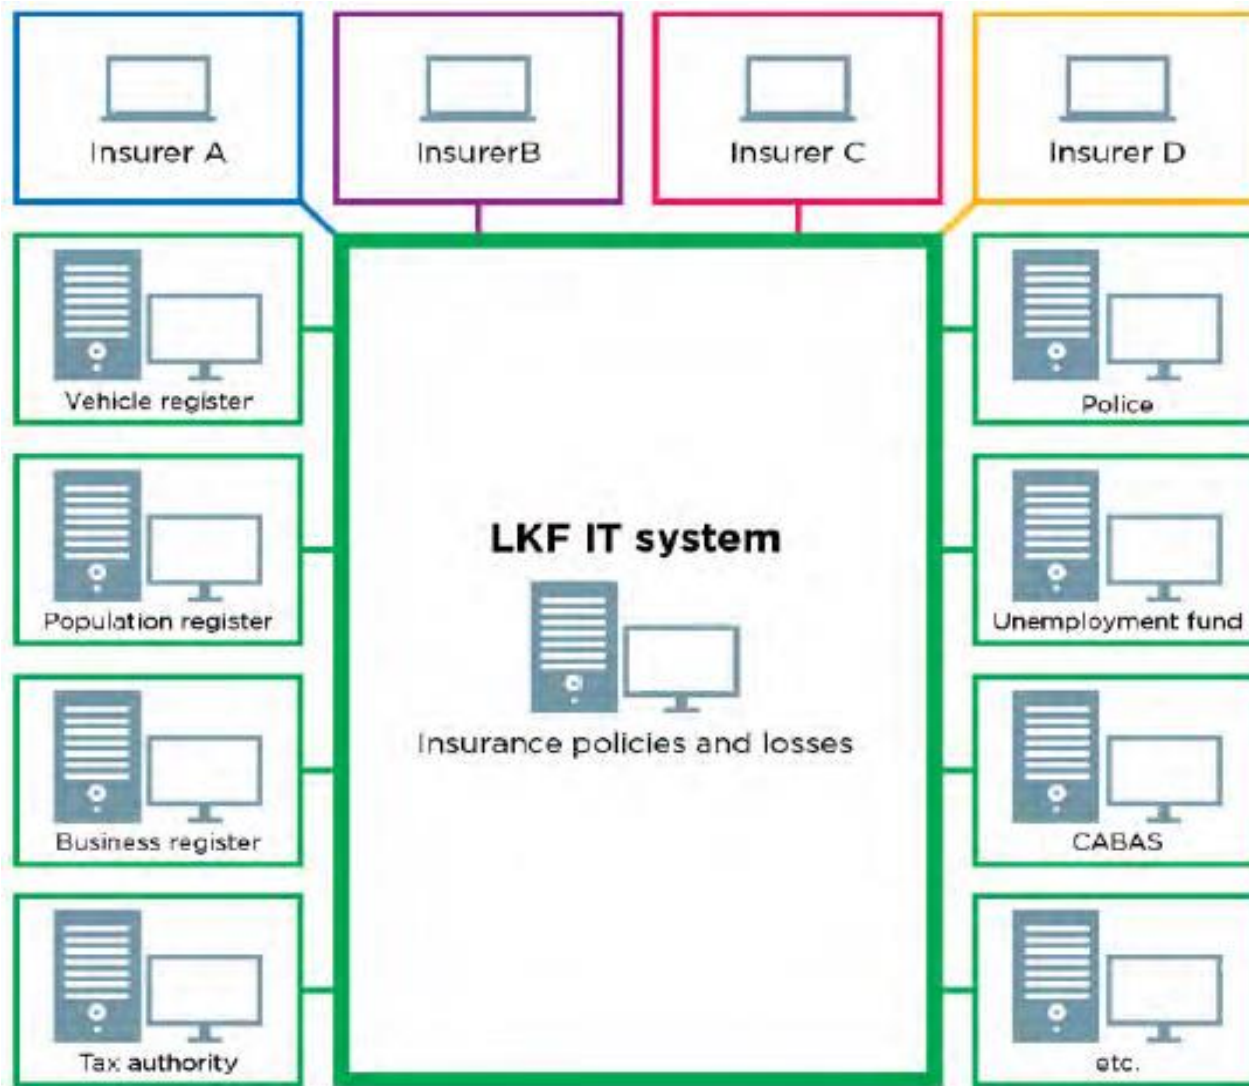 Insurer A
InsurerB
Insurer C
Insurer D
Vehicle register
Police
LKF IT system
Population register
Unemployment fund
Insurance policies and losses
Business register
CABAS
Tax authority
etc.